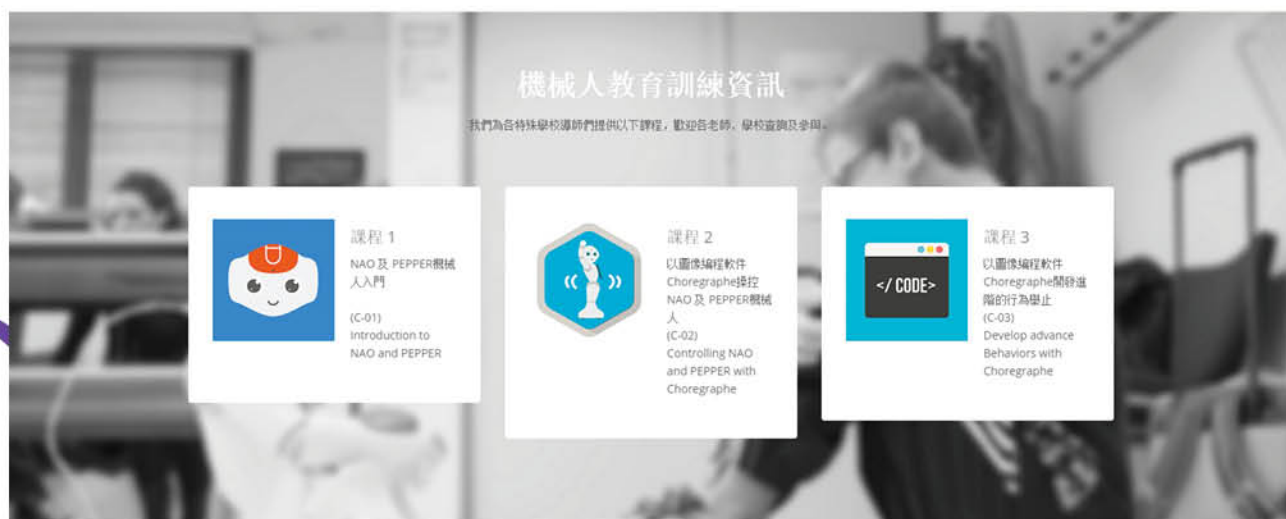 機械人教育訓練資訊
我們為各特殊學校導師們提供以下課程，歡迎各老師、學校查詢及參與。
課程 1
NAO 及 PEPPER機械
人入門
(C-01)
Introduction to
NAO and PEPPER
課程 2
以圖像編程軟件
Choregraphe操控
NAO 及 PEPPER機械
人
(C-02)
Controlling NAO
and PEPPER with
Choregraphe
</ CODE>
課程 3
以圖像編程軟件
Choregraphe開發進
階的行為舉止
(C-03)
Develop advance
Behaviors with
Choregraphe